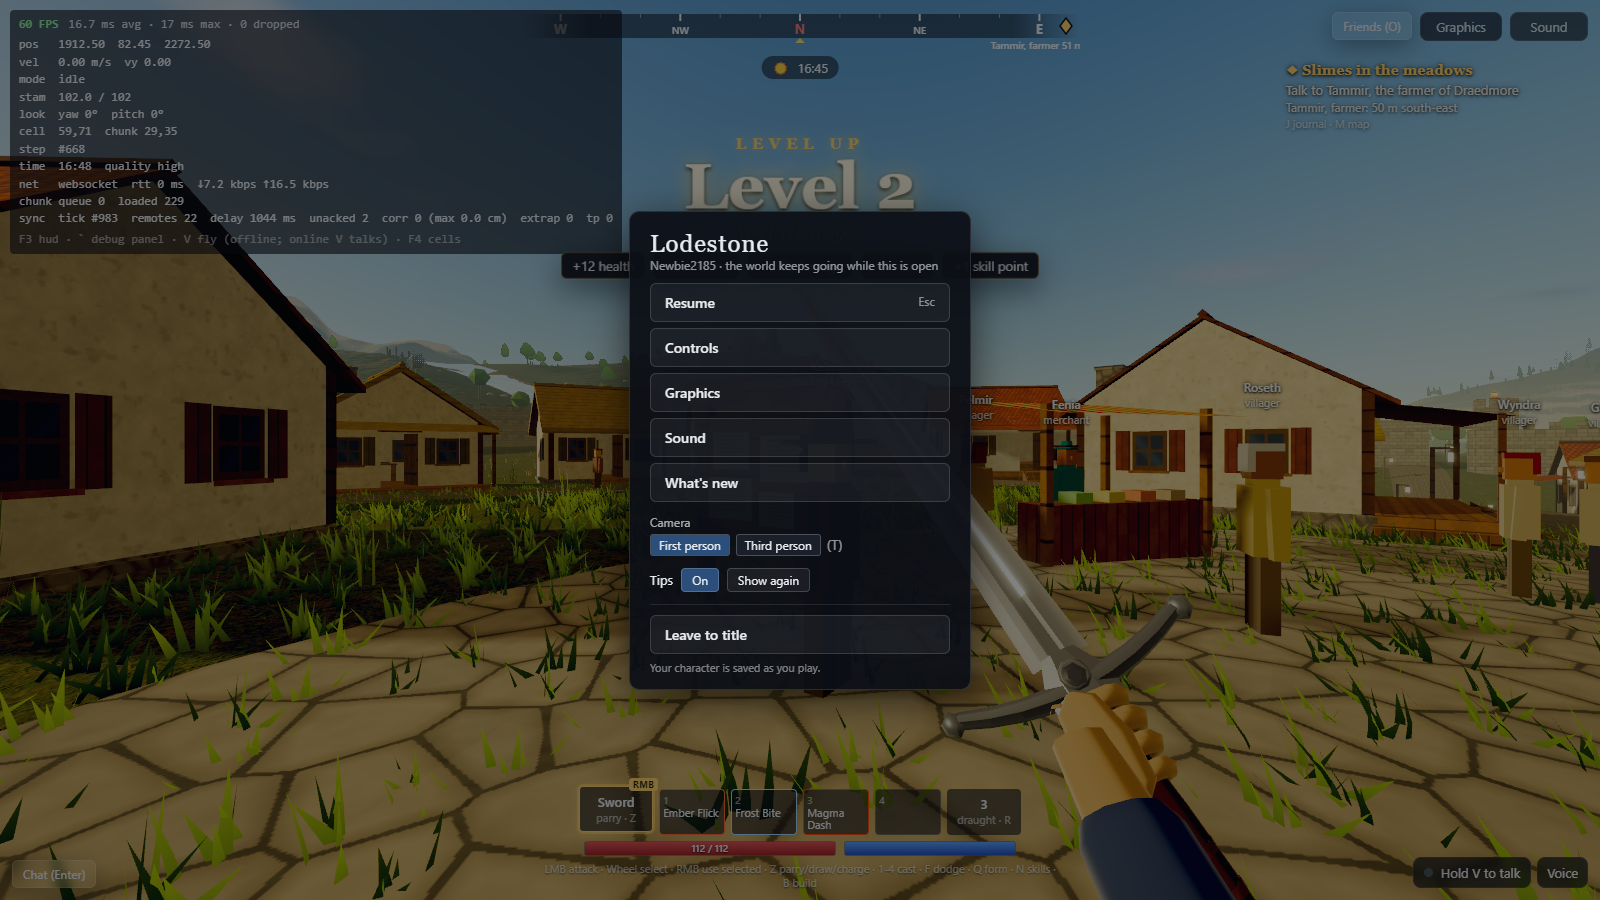 60 FPS 16.7 ms avg · 17 ms max · 0 dropped
pos 1912.50 82.45 2272.50
vel 0.00 m/s vy 0.00
mode idle
stam 102.0 / 102
look yaw 0° pitch 0°
cell 59,71 chunk 29,35
step #668
time 16:48 quality high
net websocket rtt 0 ms ↓7.2 kbps ↑16.5 kbps
chunk queue 0 loaded 229
sync tick #983 remotes 22 delay 1044 ms unacked 2 corr 0 (max 0.0 cm) extrap 0 tp 0
F3 hud · ` debug panel · V fly (offline; online V talks) · F4 cells
W NW N NE E
Tammir, farmer 51 m
16:45
Friends (O) Graphics Sound
Slimes in the meadows
Talk to Tammir, the farmer of Draedmore
Tammir, farmer: 50 m south-east
J journal · M map
LEVEL UP
Level 2
+12 healt
skill point
Lodestone
Newbie2185 · the world keeps going while this is open
Resume Esc
Controls
Graphics
Sound
What's new
Camera
First person Third person (T)
Tips On Show again
Leave to title
Your character is saved as you play.
Fenia
merchant
Roseth
villager
Wyndra
villager
Sword
parry · Z
RMB
1
Ember Flick
2
Frost Bite
3
Magma
Dash
4
3
draught · R
112 / 112
LMB attack · Wheel select · RMB use selected · Z parry/draw/charge · 1-4 cast · F dodge · Q form · N skills ·
B build
Chat (Enter)
Hold V to talk
Voice